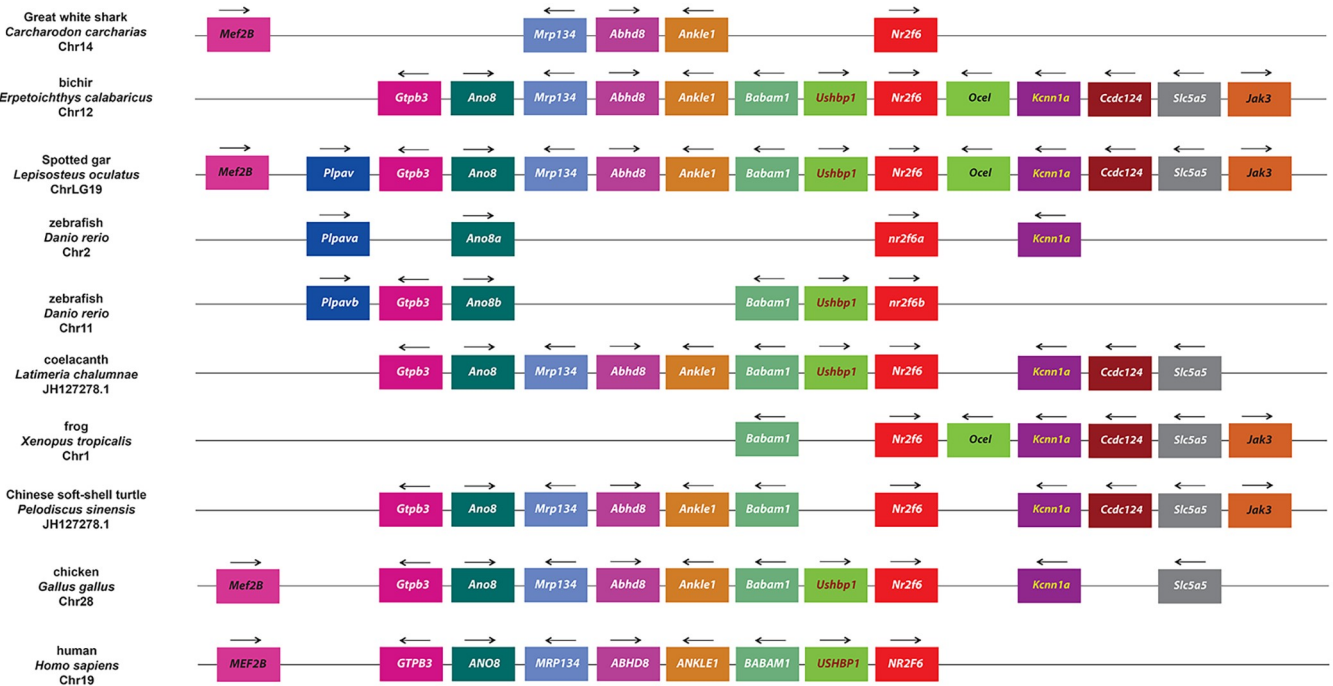 Great white shark
Carcharodon carcharias
Chr14
Mef2B Mrp134 Abhd8 Ankle1 Nr2f6
bichir
Erpetoichthys calabaricus
Chr12
Gtpb3 Ano8 Mrp134 Abhd8 Ankle1 Babam1 Ushbp1 Nr2f6 Ocel Kcnn1a Ccdc124 Slc5a5 Jak3
Spotted gar
Lepisosteus oculatus
ChrLG19
Mef2B Plpav Gtpb3 Ano8 Mrp134 Abhd8 Ankle1 Babam1 Ushbp1 Nr2f6 Ocel Kcnn1a Ccdc124 Slc5a5 Jak3
zebrafish
Danio rerio
Chr2
Plpava Ano8a nr2f6a Kcnn1a
zebrafish
Danio rerio
Chr11
Plpavb Gtpb3 Ano8b Babam1 Ushbp1 nr2f6b
coelacanth
Latimeria chalumnae
JH127278.1
Gtpb3 Ano8 Mrp134 Abhd8 Ankle1 Babam1 Ushbp1 Nr2f6 Kcnn1a Ccdc124 Slc5a5
frog
Xenopus tropicalis
Chr1
Babam1 Nr2f6 Ocel Kcnn1a Ccdc124 Slc5a5 Jak3
Chinese soft-shell turtle
Pelodiscus sinensis
JH127278.1
Gtpb3 Ano8 Mrp134 Abhd8 Ankle1 Babam1 Nr2f6 Kcnn1a Ccdc124 Slc5a5 Jak3
chicken
Gallus gallus
Chr28
Mef2B Gtpb3 Ano8 Mrp134 Abhd8 Ankle1 Babam1 Ushbp1 Nr2f6 Kcnn1a Slc5a5
human
Homo sapiens
Chr19
MEF2B GTPB3 ANO8 MRP134 ABHD8 ANKLE1 BABAM1 USHBP1 NR2F6